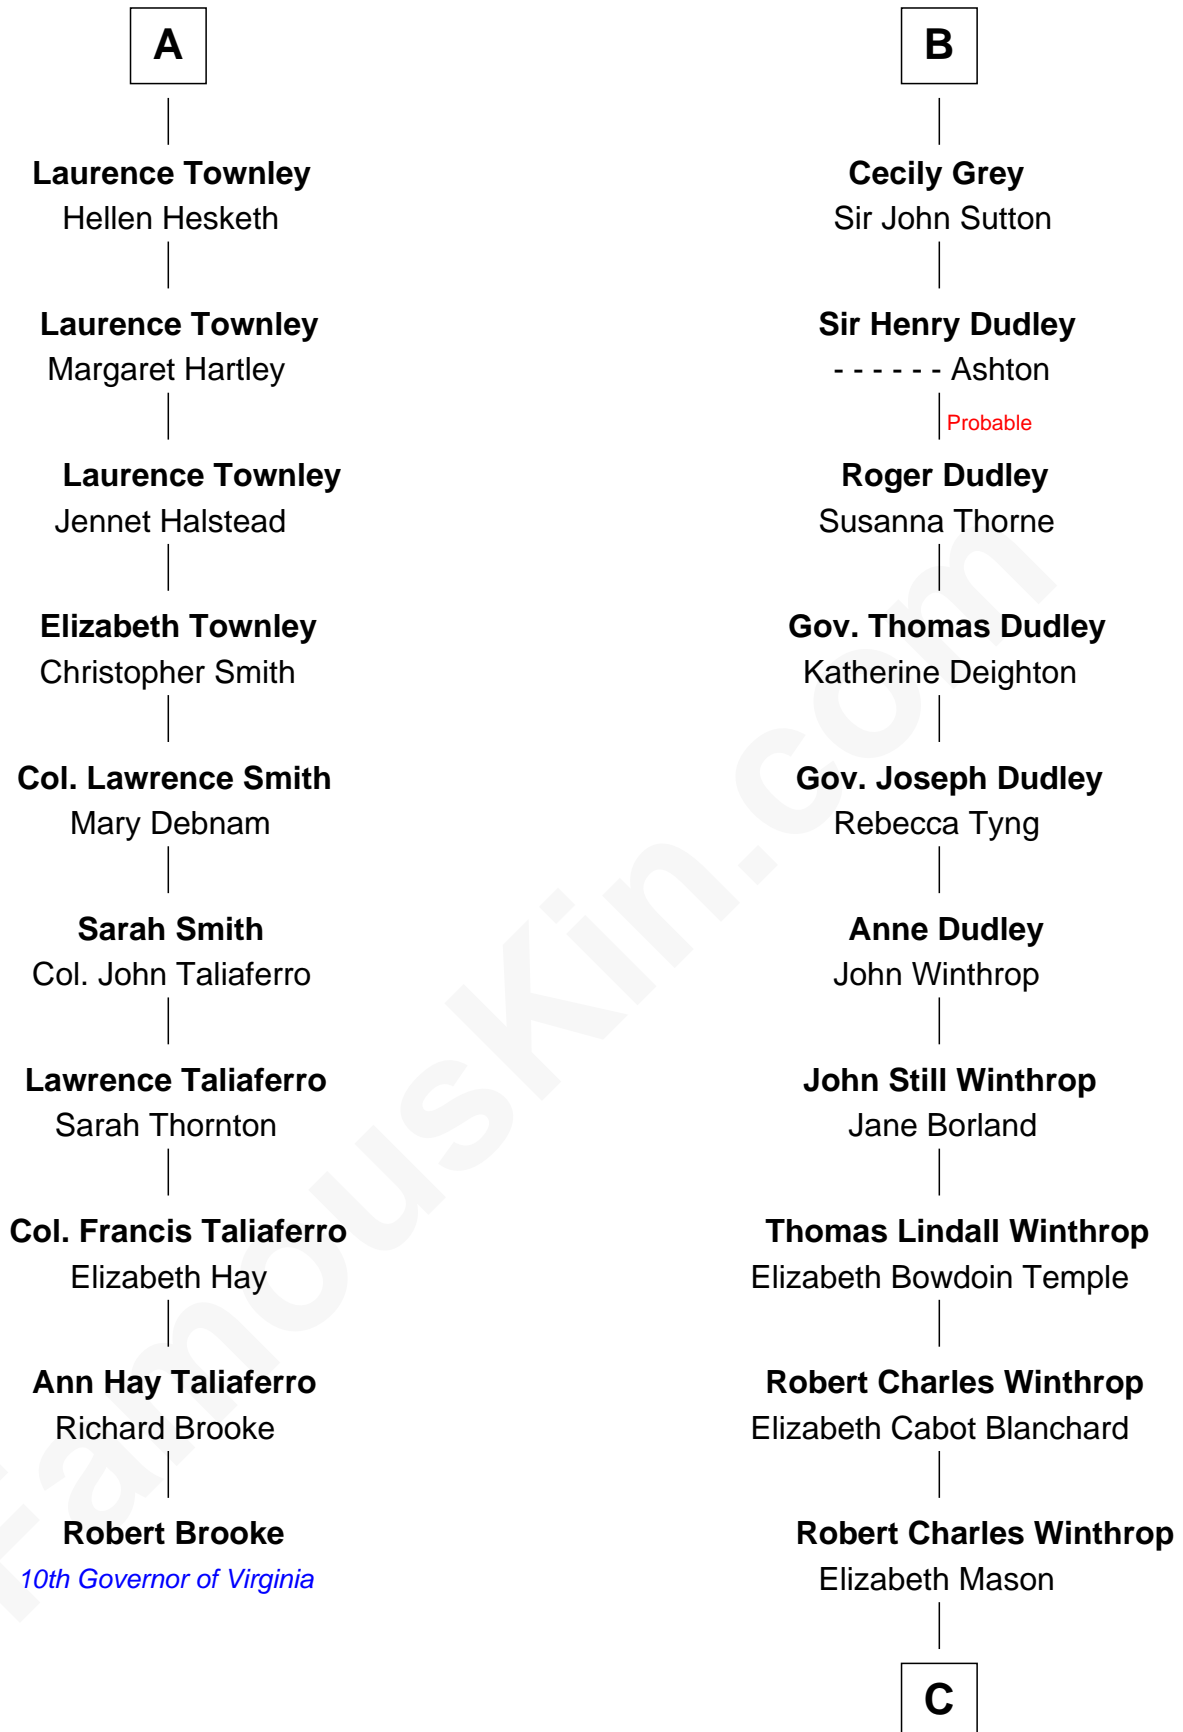 A
Laurence Townley
Hellen Hesketh
Laurence Townley
Margaret Hartley
Laurence Townley
Jennet Halstead
Elizabeth Townley
Christopher Smith
Col. Lawrence Smith
Mary Debnam
Sarah Smith
Col. John Taliaferro
Lawrence Taliaferro
Sarah Thornton
Col. Francis Taliaferro
Elizabeth Hay
Ann Hay Taliaferro
Richard Brooke
Robert Brooke
10th Governor of Virginia
B
Cecily Grey
Sir John Sutton
Sir Henry Dudley
- - - - - - Ashton
Probable
Roger Dudley
Susanna Thorne
Gov. Thomas Dudley
Katherine Deighton
Gov. Joseph Dudley
Rebecca Tyng
Anne Dudley
John Winthrop
John Still Winthrop
Jane Borland
Thomas Lindall Winthrop
Elizabeth Bowdoin Temple
Robert Charles Winthrop
Elizabeth Cabot Blanchard
Robert Charles Winthrop
Elizabeth Mason
C
FamousKin.com